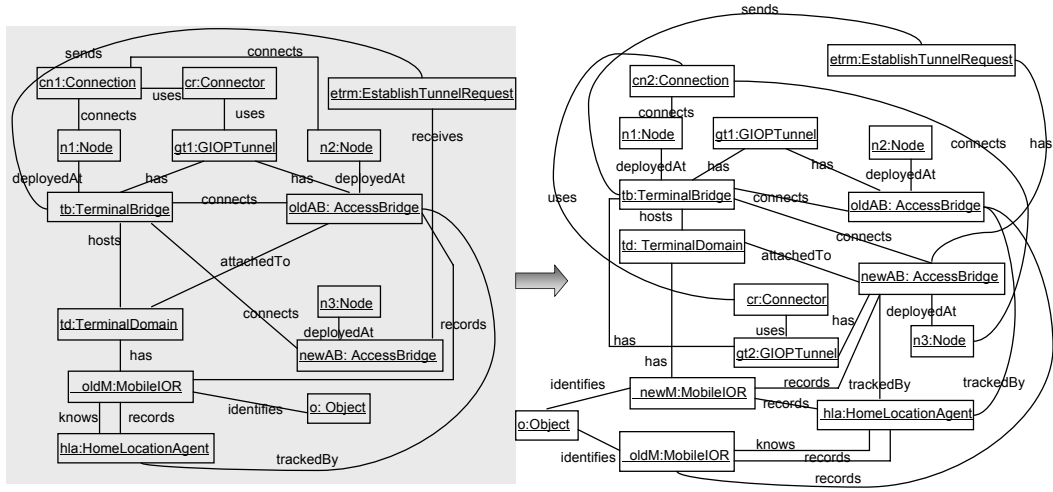 sends
connects
cn1:Connection
cr:Connector
uses
etrm:EstablishTunnelRequest
connects
uses
receives
n1:Node
gt1:GIOPTunnel
n2:Node
deployedAt
has
has
deployedAt
tb:TerminalBridge
connects
oldAB: AccessBridge
hosts
attachedTo
n3:Node
connects
deployedAt
records
td:TerminalDomain
newAB: AccessBridge
has
oldM:MobileIOR
identifies
o: Object
knows
records
hla:HomeLocationAgent
trackedBy
sends
etrm:EstablishTunnelRequest
cn2:Connection
connects
n1:Node
gt1:GIOPTunnel
n2:Node
connects
has
deployedAt
has
has
deployedAt
uses
tb:TerminalBridge
connects
oldAB: AccessBridge
hosts
connects
td: TerminalDomain
attachedTo
newAB: AccessBridge
cr:Connector
deployedAt
has
uses
n3:Node
has
gt2:GIOPTunnel
has
identifies
records
trackedBy
trackedBy
newM:MobileIOR
records
hla:HomeLocationAgent
o:Object
knows
identifies
oldM:MobileIOR
records
records